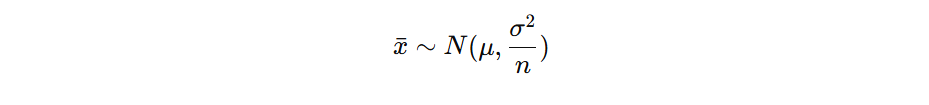 x̄ ~ N(μ, σ²/n)